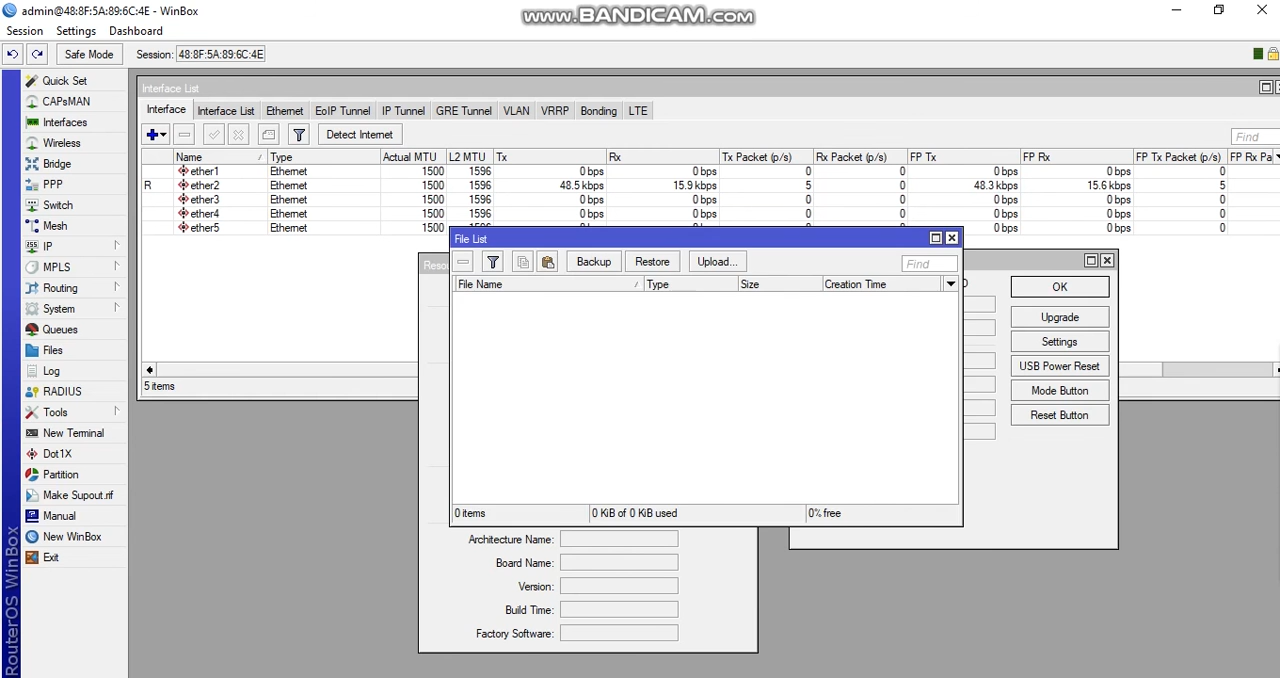 admin@48:8F:5A:89:6C:4E - WinBox
www.BANDICAM.com
Session Settings Dashboard
Safe Mode Session: 48:8F:5A:89:6C:4E
Quick Set
CAPsMAN
Interfaces
Wireless
Bridge
PPP
Switch
Mesh
IP
MPLS
Routing
System
Queues
Files
Log
RADIUS
Tools
New Terminal
Dot1X
Partition
Make Supout.rif
Manual
New WinBox
Exit
RouterOS WinBox
Interface List
Interface Interface List Ethernet EoIP Tunnel IP Tunnel GRE Tunnel VLAN VRRP Bonding LTE
Detect Internet Find
Name Type Actual MTU L2 MTU Tx Rx Tx Packet (p/s) Rx Packet (p/s) FP Tx FP Rx FP Tx Packet (p/s) FP Rx Pa
ether1 Ethernet 1500 1596 0 bps 0 bps 0 0 0 bps 0 bps 0
R ether2 Ethernet 1500 1596 48.5 kbps 15.9 kbps 5 0 48.3 kbps 15.6 kbps 5
ether3 Ethernet 1500 1596 0 bps 0 bps 0 0 0 bps 0 bps 0
ether4 Ethernet 1500 1596 0 bps 0 bps 0 0 0 bps 0 bps 0
ether5 Ethernet 1500 1596 0 bps 0 bps 0 0 0 bps 0 bps 0
5 items
File List
Backup Restore Upload... Find
File Name Type Size Creation Time
0 items 0 KiB of 0 KiB used 0% free
Architecture Name:
Board Name:
Version:
Build Time:
Factory Software:
OK
Upgrade
Settings
USB Power Reset
Mode Button
Reset Button